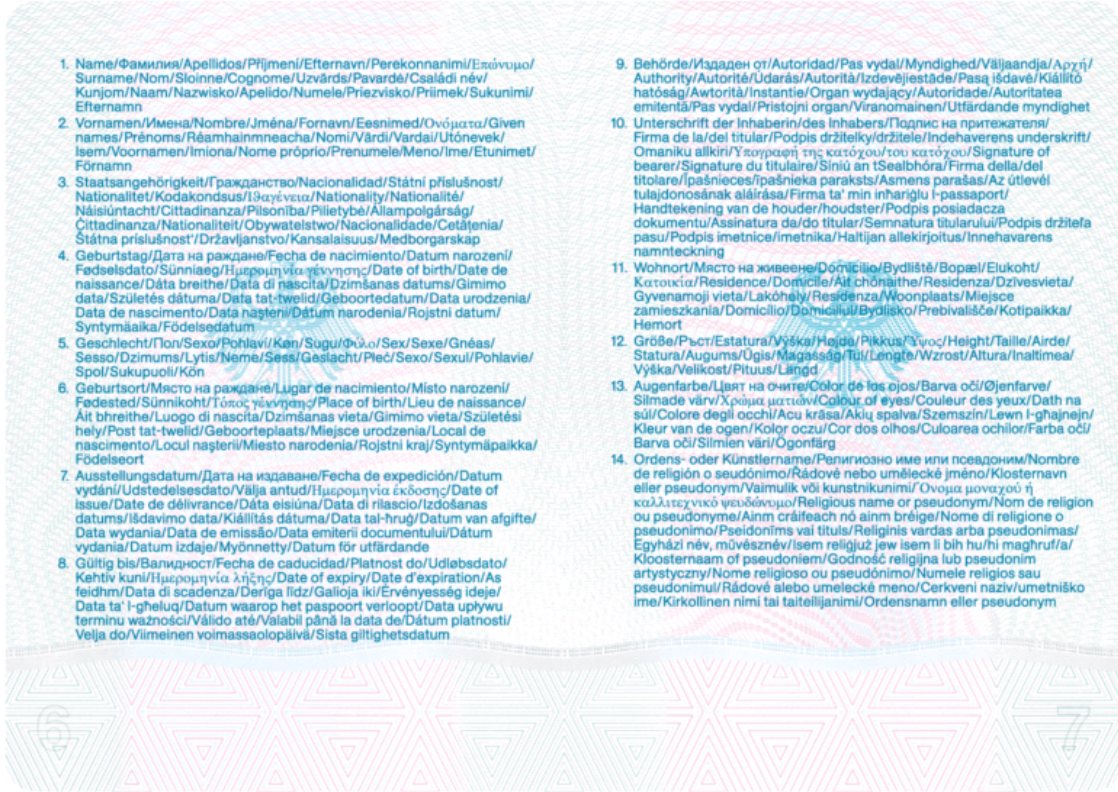 1. Name/Фамилия/Apellidos/Příjmení/Efternavn/Perekonnanimi/Επώνυμο/
Surname/Nom/Sloinne/Cognome/Uzvārds/Pavardė/Családi név/
Kunjom/Naam/Nazwisko/Apelido/Numele/Priezvisko/Priimek/Sukunimi/
Efternamn
2. Vornamen/Имена/Nombre/Jména/Fornavn/Eesnimed/Ονόματα/Given
names/Prénoms/Réamhainmneacha/Nomi/Vārdi/Vardai/Utónevek/
Isem/Voornamen/Imiona/Nome próprio/Prenumele/Meno/Ime/Etunimet/
Förnamn
3. Staatsangehörigkeit/Гражданство/Nacionalidad/Státní příslušnost/
Nationalitet/Kodakondsus/Ιθαγένεια/Nationality/Nationalité/
Náisiúntacht/Cittadinanza/Pilsonība/Pilietybė/Állampolgárság/
Ċittadinanza/Nationaliteit/Obywatelstwo/Nacionalidade/Cetăţenia/
Štátna príslušnosť/Državljanstvo/Kansalaisuus/Medborgarskap
4. Geburtstag/Дата на раждане/Fecha de nacimiento/Datum narození/
Fødselsdato/Sünniaeg/Ημερομηνία γέννησης/Date of birth/Date de
naissance/Dáta breithe/Data di nascita/Dzimšanas datums/Gimimo
data/Születés dátuma/Data tat-twelid/Geboortedatum/Data urodzenia/
Data de nascimento/Data naşterii/Dátum narodenia/Rojstni datum/
Syntymäaika/Födelsedatum
5. Geschlecht/Пол/Sexo/Pohlaví/Køn/Sugu/Φύλο/Sex/Sexe/Gnéas/
Sesso/Dzimums/Lytis/Neme/Sess/Geslacht/Płeć/Sexo/Sexul/Pohlavie/
Spol/Sukupuoli/Kön
6. Geburtsort/Място на раждане/Lugar de nacimiento/Místo narození/
Fødested/Sünnikoht/Τόπος γέννησης/Place of birth/Lieu de naissance/
Áit bhreithe/Luogo di nascita/Dzimšanas vieta/Gimimo vieta/Születési
hely/Post tat-twelid/Geboorteplaats/Miejsce urodzenia/Local de
nascimento/Locul naşterii/Miesto narodenia/Rojstni kraj/Syntymäpaikka/
Födelseort
7. Ausstellungsdatum/Дата на издаване/Fecha de expedición/Datum
vydání/Udstedelsesdato/Välja antud/Ημερομηνία έκδοσης/Date of
issue/Date de délivrance/Dáta eisiúna/Data di rilascio/Izdošanas
datums/Išdavimo data/Kiállítás dátuma/Data tal-ħruġ/Datum van afgifte/
Data wydania/Data de emissão/Data emiterii documentului/Dátum
vydania/Datum izdaje/Myönnetty/Datum för utfärdande
8. Gültig bis/Валидност/Fecha de caducidad/Platnost do/Udløbsdato/
Kehtiv kuni/Ημερομηνία λήξης/Date of expiry/Date d'expiration/As
feidhm/Data di scadenza/Derīga līdz/Galioja iki/Érvényesség ideje/
Data ta' l-għeluq/Datum waarop het paspoort verloopt/Data upływu
terminu ważności/Válido até/Valabil până la data de/Dátum platnosti/
Velja do/Viimeinen voimassaolopäivä/Sista giltighetsdatum
9. Behörde/Издаден от/Autoridad/Pas vydal/Myndighed/Väljaandja/Αρχή/
Authority/Autorité/Údarás/Autorità/Izdevējiestāde/Pasą išdavė/Kiállító
hatóság/Awtorità/Instantie/Organ wydający/Autoridade/Autoritatea
emitentă/Pas vydal/Pristojni organ/Viranomainen/Utfärdande myndighet
10. Unterschrift der Inhaberin/des Inhabers/Подпис на притежателя/
Firma de la/del titular/Podpis držitelky/držitele/Indehaverens underskrift/
Omaniku allkiri/Υπογραφή της κατόχου/του κατόχου/Signature of
bearer/Signature du titulaire/Síniú an tSealbhóra/Firma della/del
titolare/Īpašnieces/īpašnieka paraksts/Asmens parašas/Az útlevél
tulajdonosának aláírása/Firma ta' min inħariġlu l-passaport/
Handtekening van de houder/houdster/Podpis posiadacza
dokumentu/Assinatura da/do titular/Semnatura titularului/Podpis držiteľa
pasu/Podpis imetnice/imetnika/Haltijan allekirjoitus/Innehavarens
namnteckning
11. Wohnort/Място на живеене/Domicilio/Bydliště/Bopæl/Elukoht/
Κατοικία/Residence/Domicile/Áit chónaithe/Residenza/Dzīvesvieta/
Gyvenamoji vieta/Lakóhely/Residenza/Woonplaats/Miejsce
zamieszkania/Domicílio/Domiciliul/Bydlisko/Prebivališče/Kotipaikka/
Hemort
12. Größe/Ръст/Estatura/Výška/Højde/Pikkus/Ύψος/Height/Taille/Airde/
Statura/Augums/Ūgis/Magasság/Tul/Lengte/Wzrost/Altura/Inaltimea/
Výška/Velikost/Pituus/Längd
13. Augenfarbe/Цвят на очите/Color de los ojos/Barva očí/Øjenfarve/
Silmade värv/Χρώμα ματιών/Colour of eyes/Couleur des yeux/Dath na
súl/Colore degli occhi/Acu krāsa/Akių spalva/Szemszín/Lewn l-għajnejn/
Kleur van de ogen/Kolor oczu/Cor dos olhos/Culoarea ochilor/Farba očí/
Barva oči/Silmien väri/Ögonfärg
14. Ordens- oder Künstlername/Религиозно име или псевдоним/Nombre
de religión o seudónimo/Řádové nebo umělecké jméno/Klosternavn
eller pseudonym/Vaimulik või kunstnikunimi/Όνομα μοναχού ή
καλλιτεχνικό ψευδώνυμο/Religious name or pseudonym/Nom de religion
ou pseudonyme/Ainm cráifeach nó ainm bréige/Nome di religione o
pseudonimo/Pseidonīms vai tituls/Religinis vardas arba pseudonimas/
Egyházi név, művésznév/Isem reliġjuż jew isem li bih hu/hi magħruf/a/
Kloosternaam of pseudoniem/Godność religijna lub pseudonim
artystyczny/Nome religioso ou pseudónimo/Numele religios sau
pseudonimul/Rádové alebo umelecké meno/Cerkveni naziv/umetniško
ime/Kirkollinen nimi tai taiteilijanimi/Ordensnamn eller pseudonym
6
7